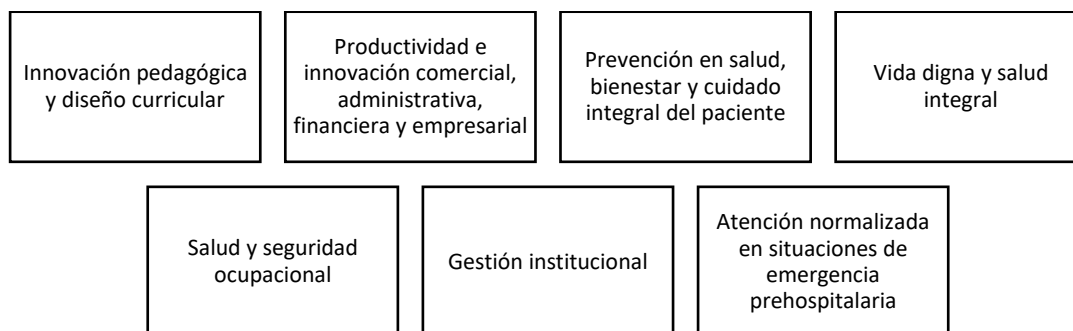 Innovación pedagógica
y diseño curricular
Productividad e
innovación comercial,
administrativa,
financiera y empresarial
Prevención en salud,
bienestar y cuidado
integral del paciente
Vida digna y salud
integral
Salud y seguridad
ocupacional
Gestión institucional
Atención normalizada
en situaciones de
emergencia
prehospitalaria